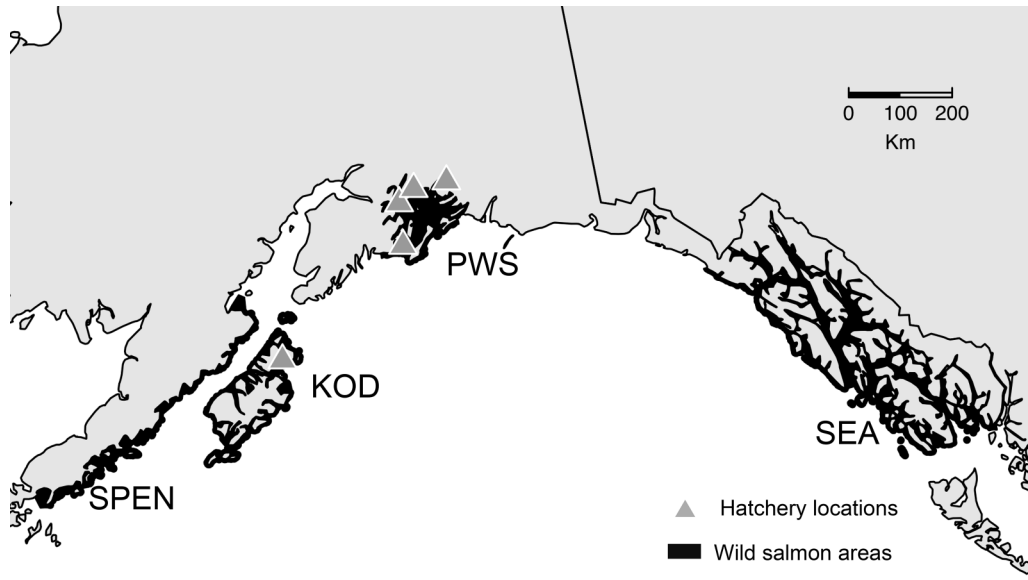 0 100 200
Km
PWS
KOD
SEA
SPEN
Hatchery locations
Wild salmon areas